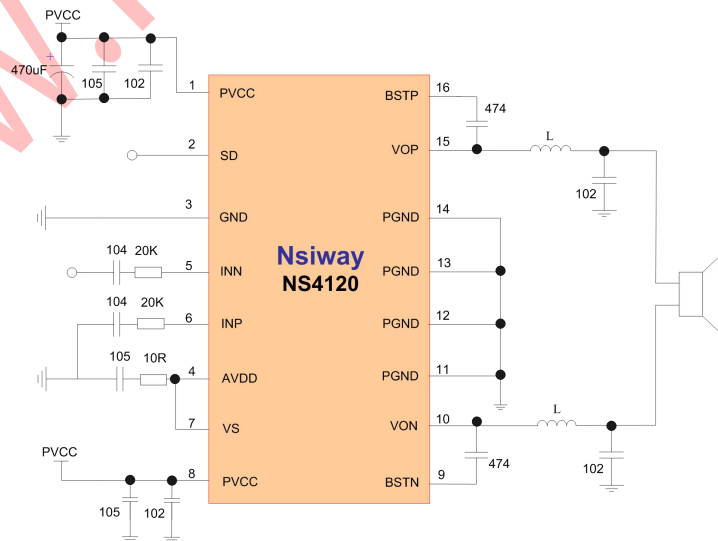 PVCC
+
470uF
105
102
1
PVCC
2
SD
3
GND
104
20K
5
INN
104
20K
6
INP
105
10R
4
AVDD
7
VS
PVCC
8
PVCC
105
102
Nsiway
NS4120
BSTP
16
474
VOP
15
L
102
PGND
14
PGND
13
PGND
12
PGND
11
VON
10
L
102
474
BSTN
9